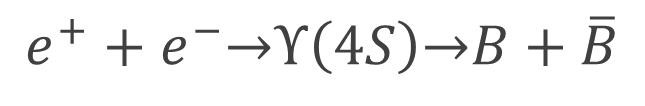 e⁺ + e⁻→ϒ(4S)→B + B̅